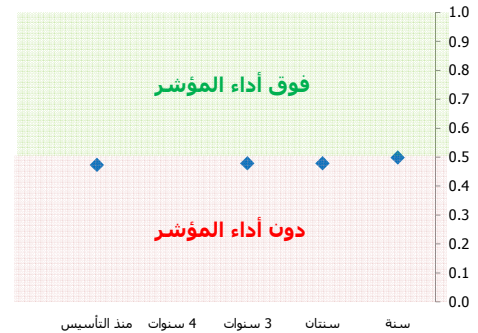 1.0
0.9
0.8
فوق أداء المؤشر
0.7
0.6
0.5
0.4
0.3
دون أداء المؤشر
0.2
0.1
0.0
سنة
سنتان
3 سنوات
4 سنوات
منذ التأسيس